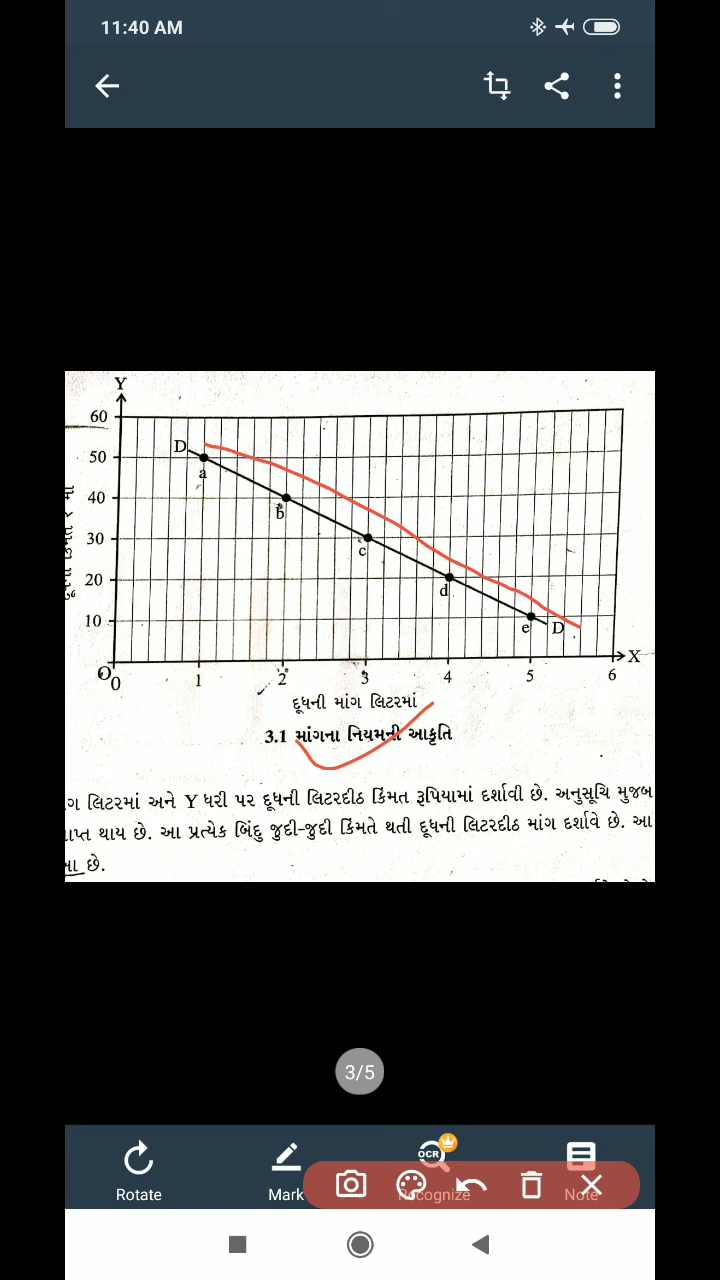 11:40 AM
Y
60
50
40
30
20
10
D
a
b
c
d
e
D
X
O
0
1
2
3
4
5
6
દૂધની માંગ લિટરમાં
3.1 માંગના નિયમની આકૃતિ
લિટરમાં અને Y ધરી પર દૂધની લિટરદીઠ કિંમત રૂપિયામાં દર્શાવી છે. અનુસૂચિ મુજબ
થાય છે. આ પ્રત્યેક બિંદુ જુદી-જુદી કિંમતે થતી દૂધની લિટરદીઠ માંગ દર્શાવે છે. આ
છે.
3/5
OCR
Rotate
Mark
Recognize
Note